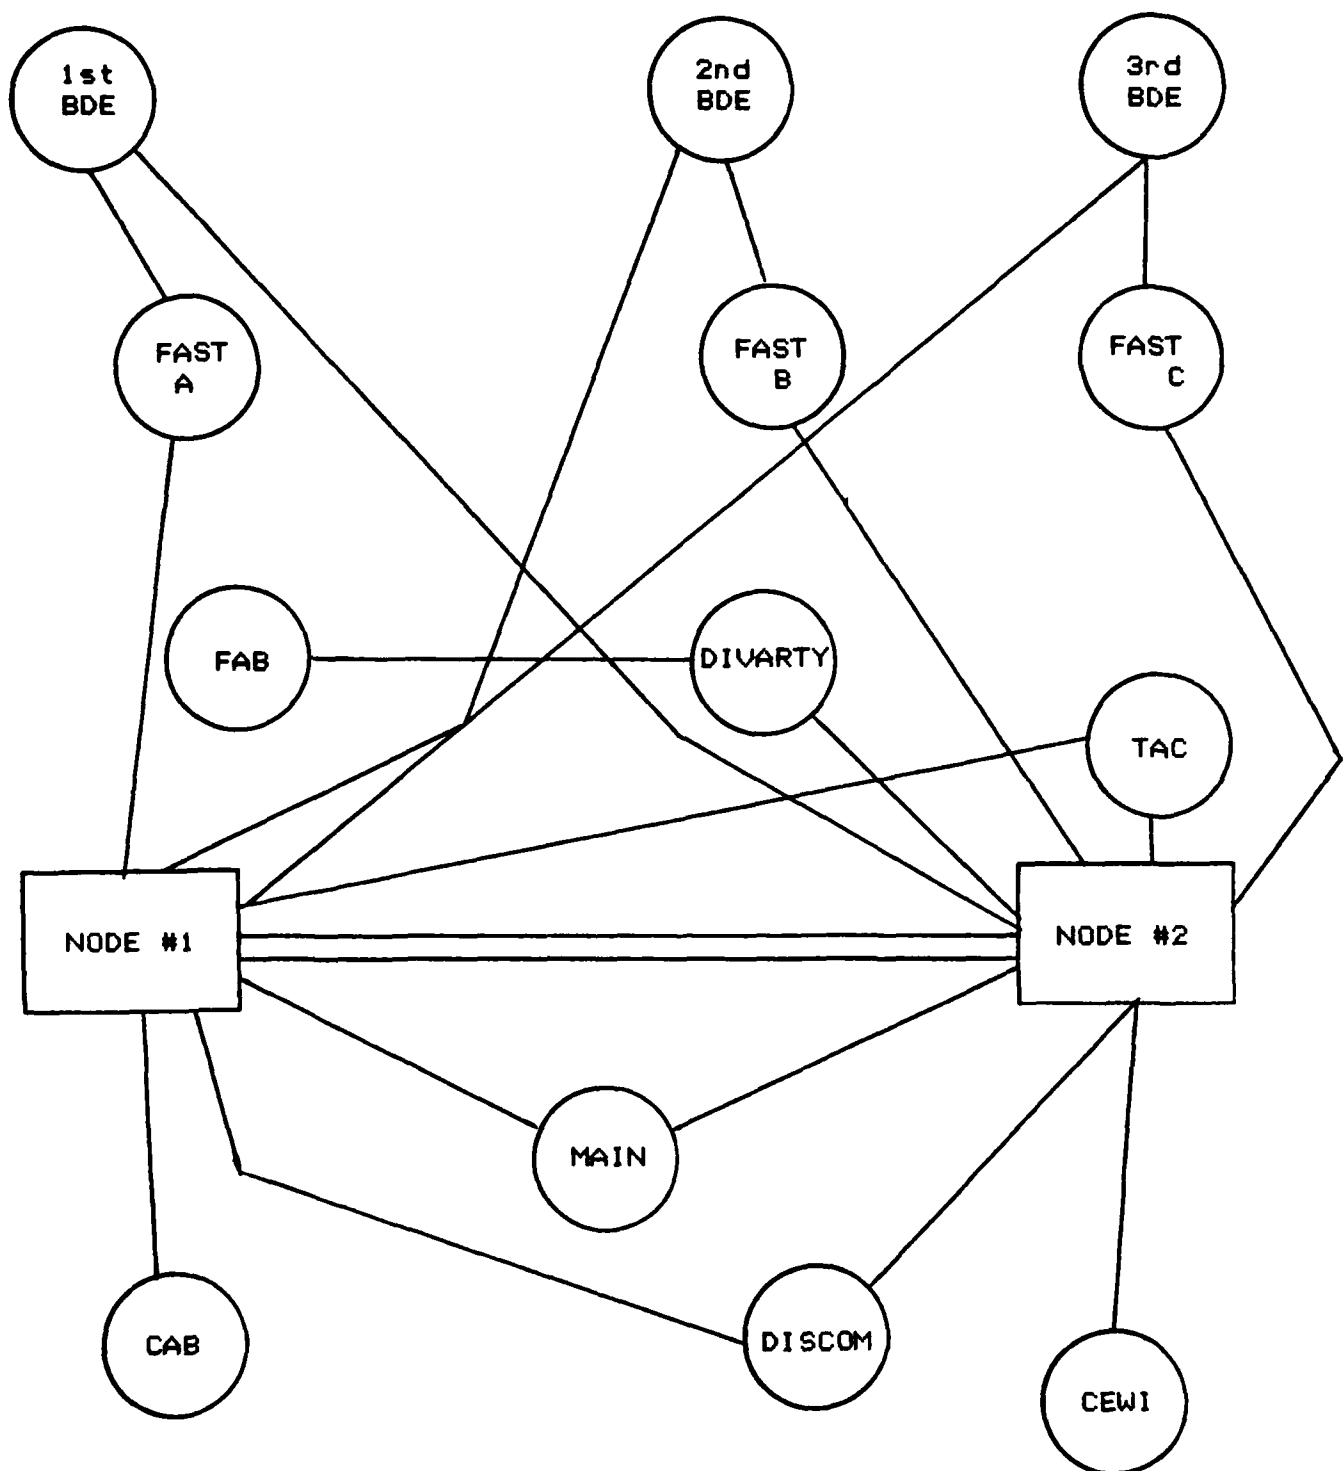 1st
BDE
2nd
BDE
3rd
BDE
FAST
A
FAST
B
FAST
C
FAB
DIVARTY
TAC
NODE #1
NODE #2
MAIN
CAB
DISCOM
CEWI